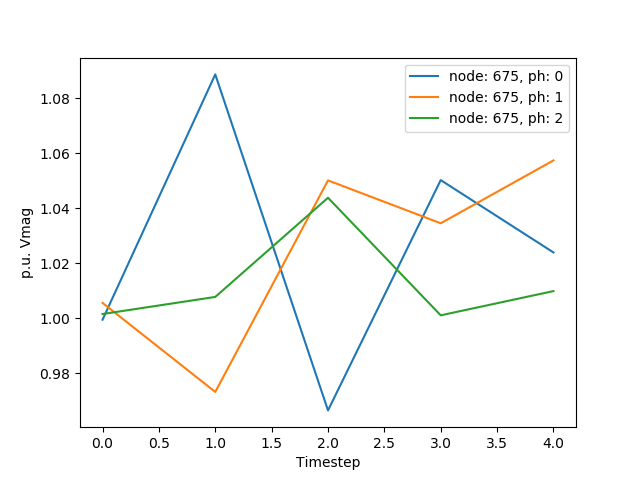 node: 675, ph: 0
node: 675, ph: 1
node: 675, ph: 2
p.u. Vmag
1.08
1.06
1.04
1.02
1.00
0.98
0.0 0.5 1.0 1.5 2.0 2.5 3.0 3.5 4.0
Timestep